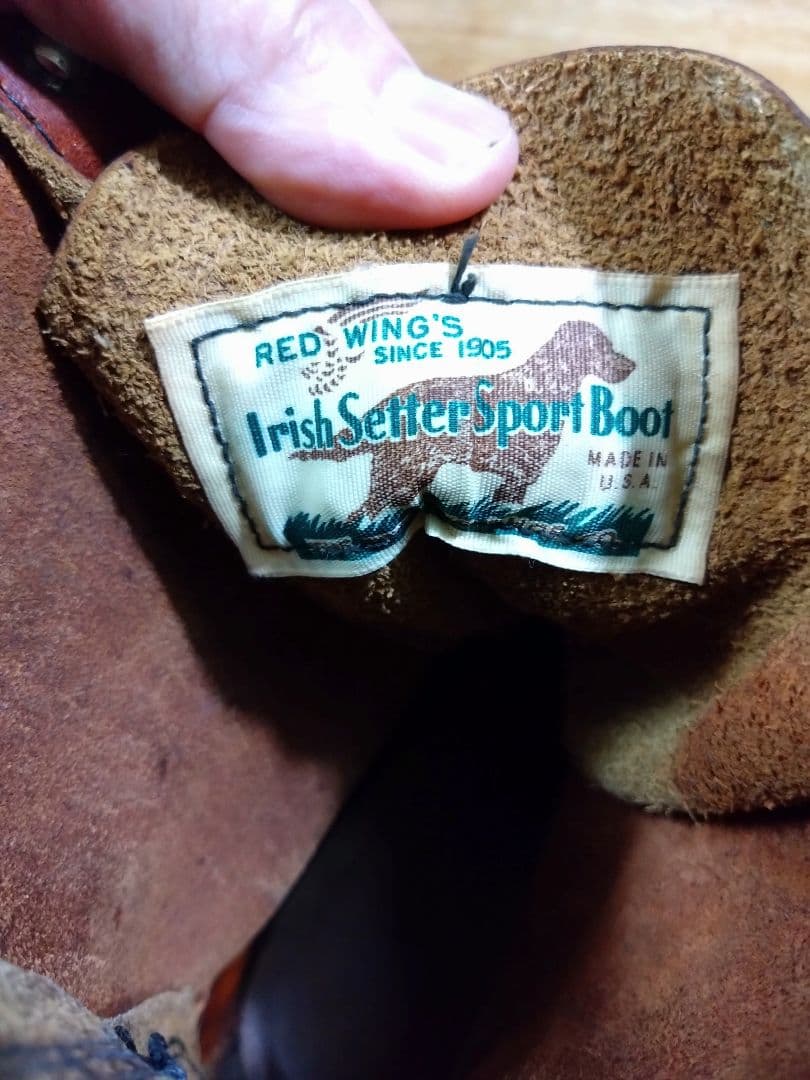 RED WING'S
SINCE 1905
Irish Setter Sport Boot
MADE IN
U.S.A.